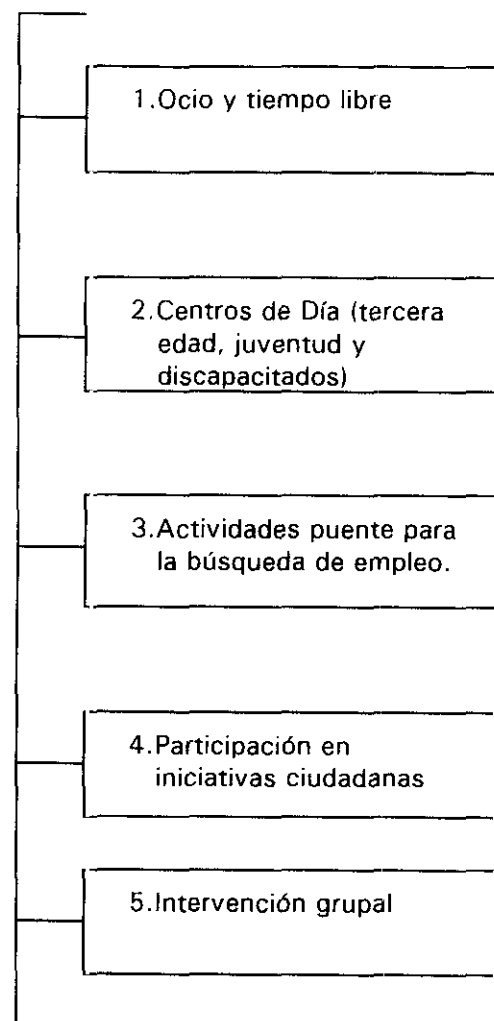 1.Ocio y tiempo libre
2.Centros de Día (tercera
edad, juventud y
discapacitados)
3.Actividades puente para
la búsqueda de empleo.
4.Participación en
iniciativas ciudadanas
5.Intervención grupal